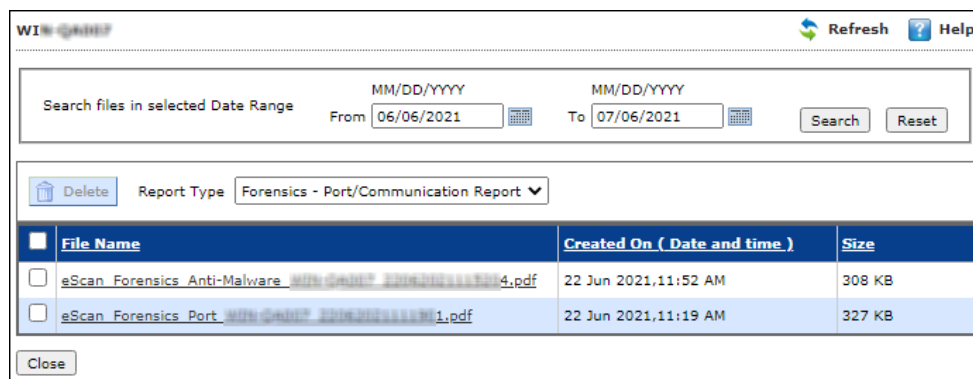 WIN
Refresh
Help
MM/DD/YYYY
MM/DD/YYYY
Search files in selected Date Range
From 06/06/2021
To 07/06/2021
Search
Reset
Delete
Report Type
Forensics - Port/Communication Report
File Name
Created On ( Date and time )
Size
eScan_Forensics_Anti-Malware_ 4.pdf
22 Jun 2021,11:52 AM
308 KB
eScan_Forensics_Port_ 1.pdf
22 Jun 2021,11:19 AM
327 KB
Close